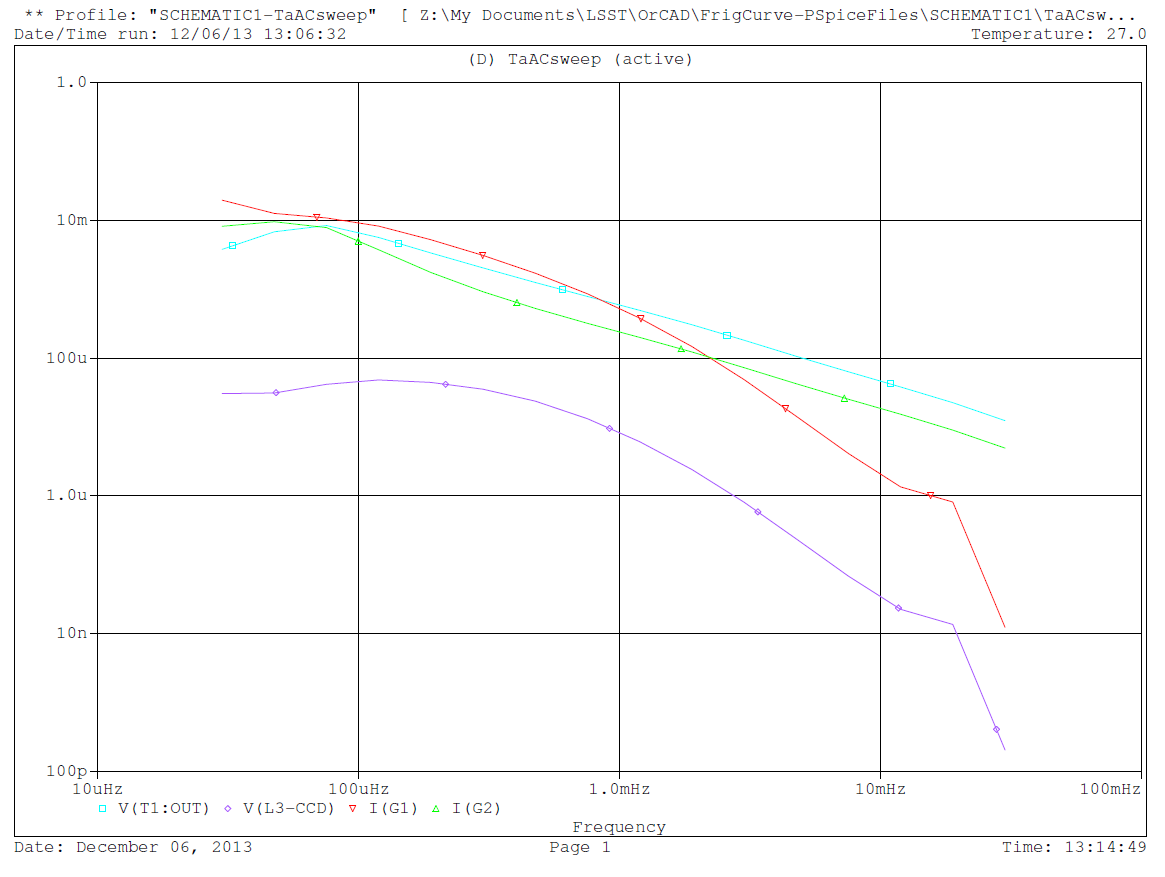 ** Profile: "SCHEMATIC1-TaACsweep"  [ Z:\My Documents\LSST\OrCAD\FrigCurve-PSpiceFiles\SCHEMATIC1\TaACsw...
Date/Time run: 12/06/13 13:06:32 Temperature: 27.0
(D) TaACsweep (active)
1.0
10m
100u
1.0u
10n
100p
10uHz 100uHz 1.0mHz 10mHz 100mHz
V(T1:OUT) V(L3-CCD) I(G1) I(G2)
Frequency
Date: December 06, 2013 Page 1 Time: 13:14:49